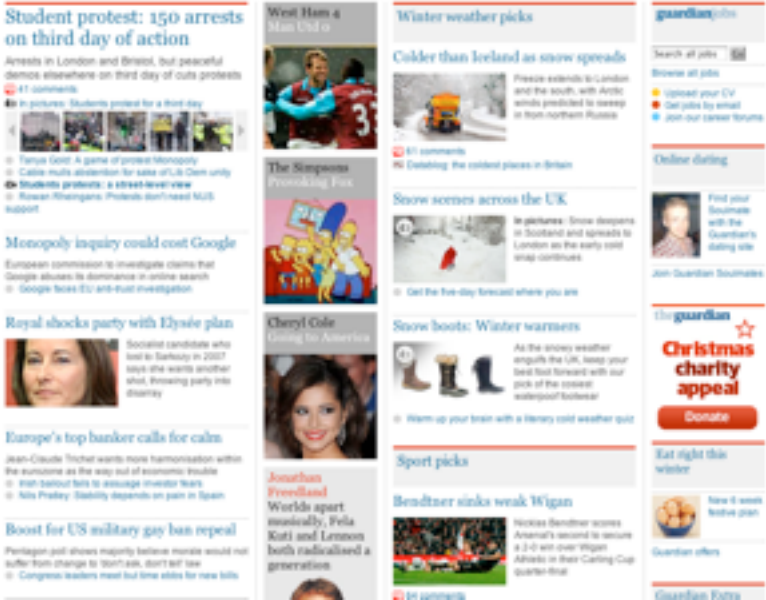 Student protest: 150 arrests
on third day of action
Arrests in London and Bristol, but peaceful
demos elsewhere on third day of cuts protests
41 comments
In pictures: Students protest for a third day
Tanya Gold: A game of protest Monopoly
Cable mulls abstention for sake of Lib Dem unity
Students protests: a street-level view
Rowan Rheingans: Protests don't need NUS
support
Monopoly inquiry could cost Google
European commission to investigate claims that
Google abuses its dominance in online search
Google faces EU anti-trust investigation
Royal shocks party with Elysée plan
Socialist candidate who
lost to Sarkozy in 2007
says she wants another
shot, throwing party into
disarray
Europe's top banker calls for calm
Jean-Claude Trichet wants more harmonisation within
the eurozone as the way out of economic trouble
Irish bailout fails to assuage investor fears
Nils Pratley: Stability depends on pain in Spain
Boost for US military gay ban repeal
Pentagon poll shows majority believe morale would not
suffer from change to 'don't ask, don't tell' law
Congress leaders meet but time ebbs for new bills
West Ham 4
Man Utd 0
The Simpsons
Provoking Fox
Cheryl Cole
Going to America
Jonathan
Freedland
Worlds apart
musically, Fela
Kuti and Lennon
both radicalised a
generation
Winter weather picks
Colder than Iceland as snow spreads
Freeze extends to London
and the south, with Arctic
winds predicted to sweep
in from northern Russia
61 comments
Datablog: the coldest places in Britain
Snow scenes across the UK
In pictures: Snow deepens
in Scotland and spreads to
London as the early cold
snap continues
Get the five-day forecast where you are
Snow boots: Winter warmers
As the snowy weather
engulfs the UK, keep your
best foot forward with our
pick of the cosiest
waterproof footwear
Warm up your brain with a literary cold weather quiz
Sport picks
Bendtner sinks weak Wigan
Nicklas Bendtner scores
Arsenal's second to secure
a 2-0 win over Wigan
Athletic in their Carling Cup
quarter-final
comments
guardianjobs
Search all jobs
Go
Browse all jobs
Upload your CV
Get jobs by email
Join our career forums
Online dating
Find your
Soulmate
with the
Guardian's
dating site
Join Guardian Soulmates
theguardian
Christmas
charity
appeal
Donate
Eat right this
winter
New 6 week
festive plan
Guardian offers
Guardian Extra